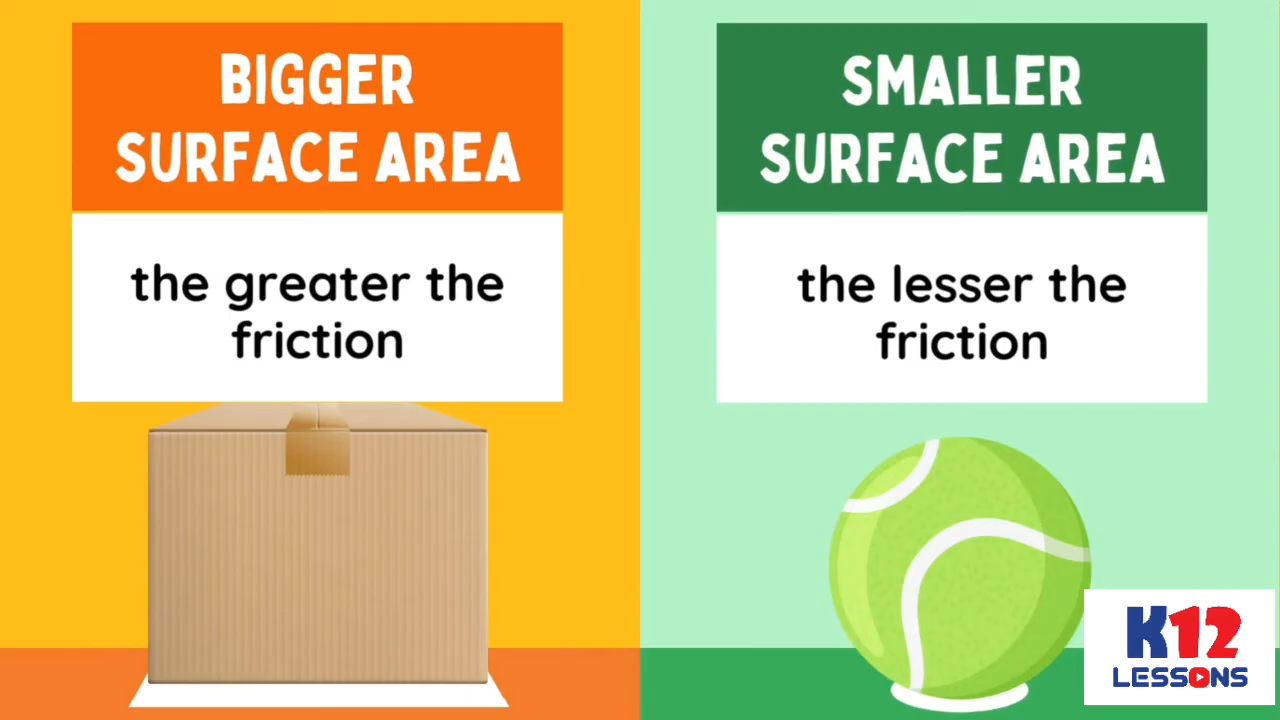 BIGGER
SURFACE AREA
the greater the
friction
SMALLER
SURFACE AREA
the lesser the
friction
K12
LESSONS